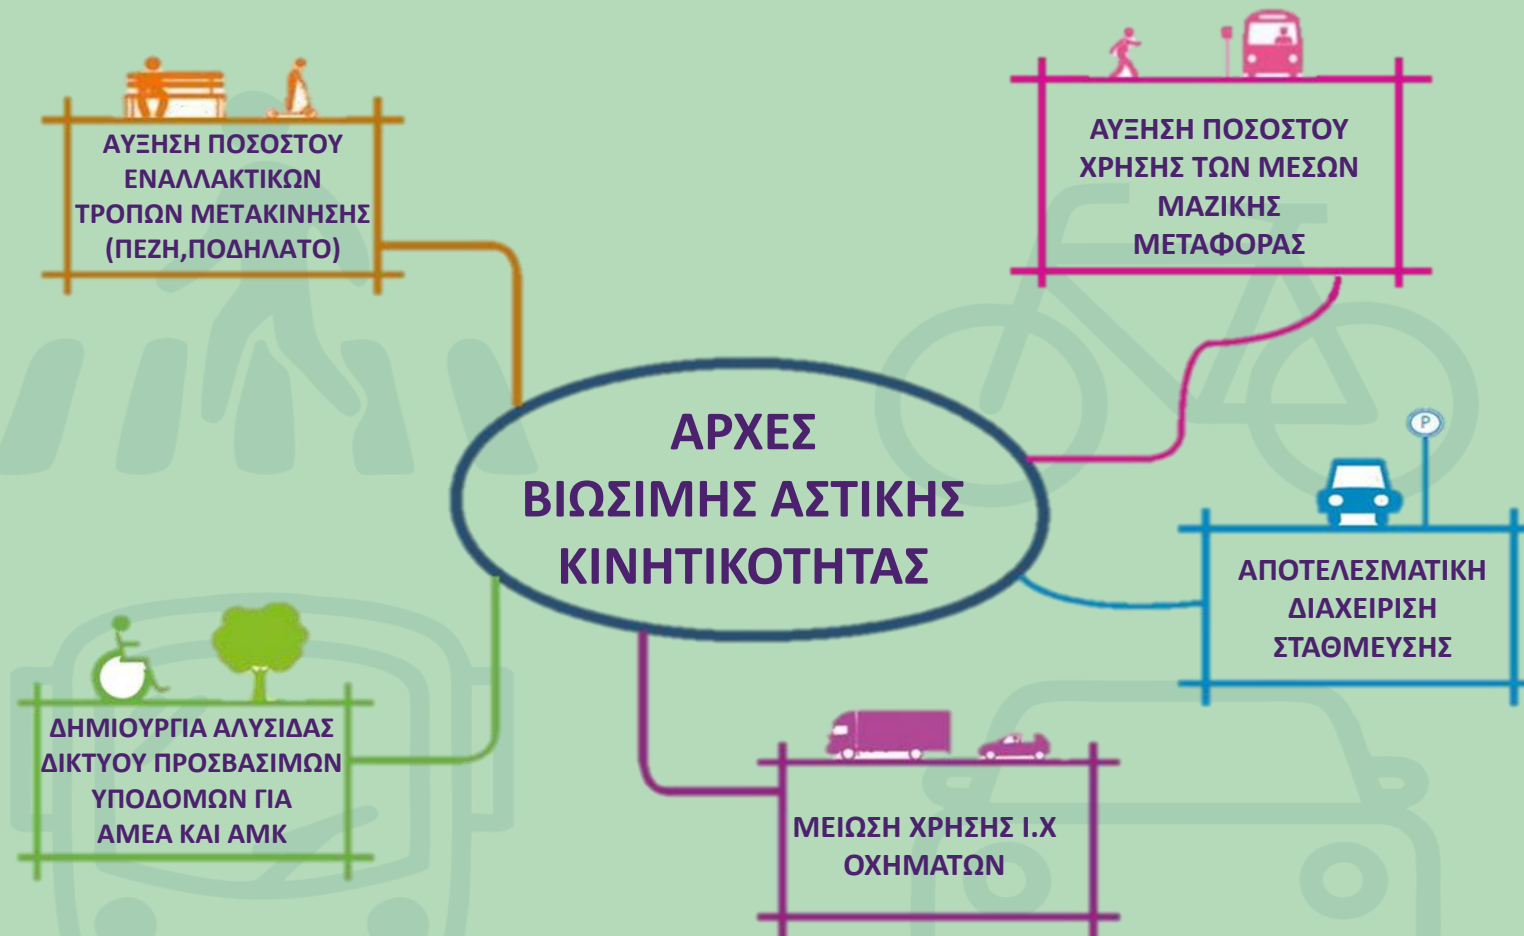 ΑΥΞΗΣΗ ΠΟΣΟΣΤΟΥ
ΕΝΑΛΛΑΚΤΙΚΩΝ
ΤΡΟΠΩΝ ΜΕΤΑΚΙΝΗΣΗΣ
(ΠΕΖΗ,ΠΟΔΗΛΑΤΟ)
ΑΥΞΗΣΗ ΠΟΣΟΣΤΟΥ
ΧΡΗΣΗΣ ΤΩΝ ΜΕΣΩΝ
ΜΑΖΙΚΗΣ
ΜΕΤΑΦΟΡΑΣ
ΑΡΧΕΣ
ΒΙΩΣΙΜΗΣ ΑΣΤΙΚΗΣ
ΚΙΝΗΤΙΚΟΤΗΤΑΣ
P
ΑΠΟΤΕΛΕΣΜΑΤΙΚΗ
ΔΙΑΧΕΙΡΙΣΗ
ΣΤΑΘΜΕΥΣΗΣ
ΔΗΜΙΟΥΡΓΙΑ ΑΛΥΣΙΔΑΣ
ΔΙΚΤΥΟΥ ΠΡΟΣΒΑΣΙΜΩΝ
ΥΠΟΔΟΜΩΝ ΓΙΑ
ΑΜΕΑ ΚΑΙ ΑΜΚ
ΜΕΙΩΣΗ ΧΡΗΣΗΣ Ι.Χ
ΟΧΗΜΑΤΩΝ